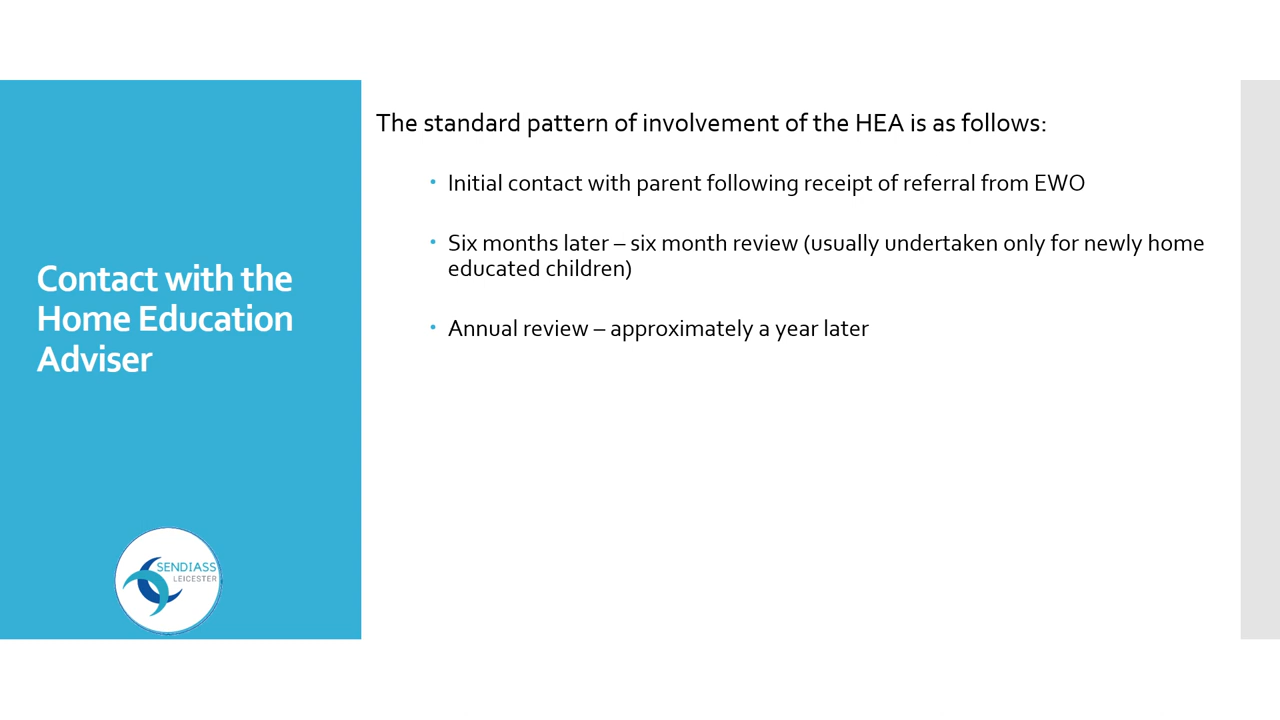 Contact with the
Home Education
Adviser
SENDIASS
LEICESTER
The standard pattern of involvement of the HEA is as follows:
• Initial contact with parent following receipt of referral from EWO
• Six months later – six month review (usually undertaken only for newly home
educated children)
• Annual review – approximately a year later